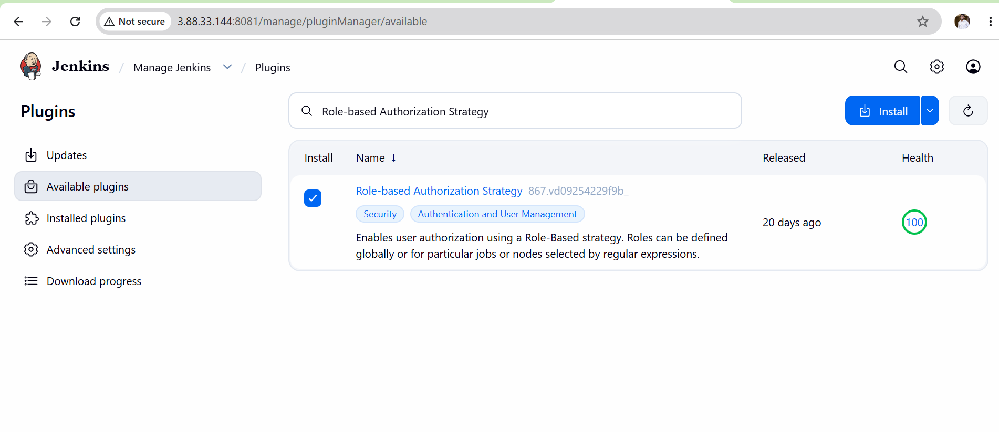 Not secure 3.88.33.144:8081/manage/pluginManager/available
Jenkins / Manage Jenkins / Plugins
Plugins
Role-based Authorization Strategy
Install
Updates
Available plugins
Installed plugins
Advanced settings
Download progress
Install Name ↓ Released Health
Role-based Authorization Strategy 867.vd09254229f9b_
Security Authentication and User Management
20 days ago 100
Enables user authorization using a Role-Based strategy. Roles can be defined
globally or for particular jobs or nodes selected by regular expressions.